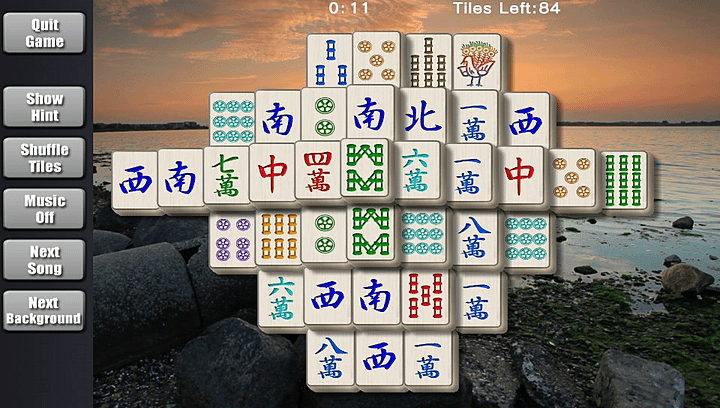 0:11 Tiles Left:84
Quit
Game
Show
Hint
Shuffle
Tiles
Music
Off
Next
Song
Next
Background
南 南 北 一萬 西
西 南 七萬 中 四萬 六萬 一萬 中
八萬
六萬 西 南 一萬
八萬 西 一萬